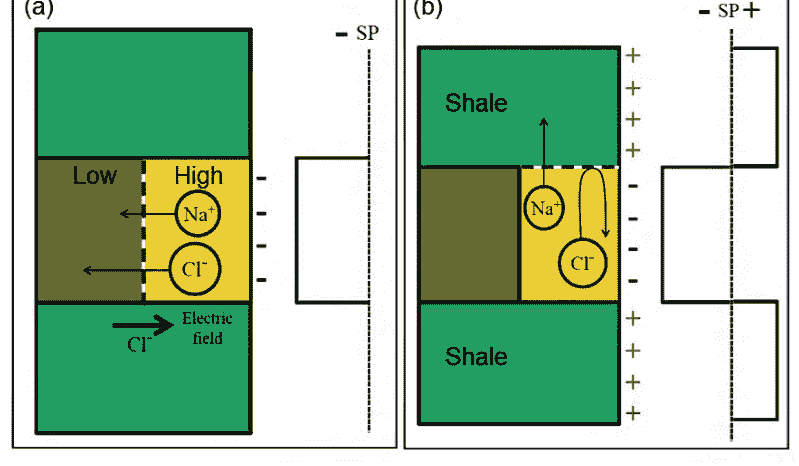 (a)
- SP
Low
High
Na+
Cl-
-
-
-
-
Electric
field
Cl-
(b)
- SP +
Shale
+
+
+
+
Na+
Cl-
-
-
-
-
Shale
+
+
+
+